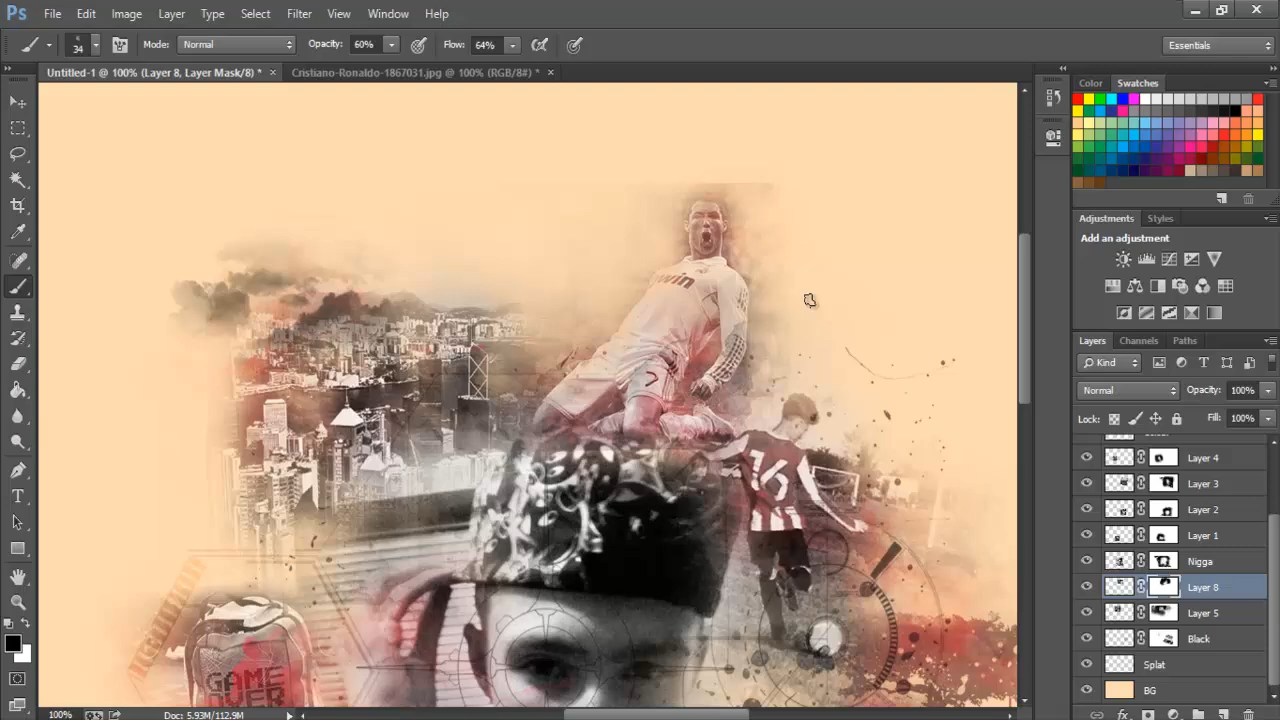 Ps File Edit Image Layer Type Select Filter View Window Help
34 Mode: Normal Opacity: 60% Flow: 64% Essentials
Untitled-1 @ 100% (Layer 8, Layer Mask/8) * × Cristiano-Ronaldo-1867031.jpg @ 100% (RGB/8#) * ×
Color Swatches
Adjustments Styles
Add an adjustment
Layers Channels Paths
Kind
Normal Opacity: 100%
Lock: Fill: 100%
Layer 4
Layer 3
Layer 2
Layer 1
Nigga
Layer 8
Layer 5
Black
Splat
BG
bwin
16
GAME
OVER
100% Doc: 5.93M/112.9M
fx